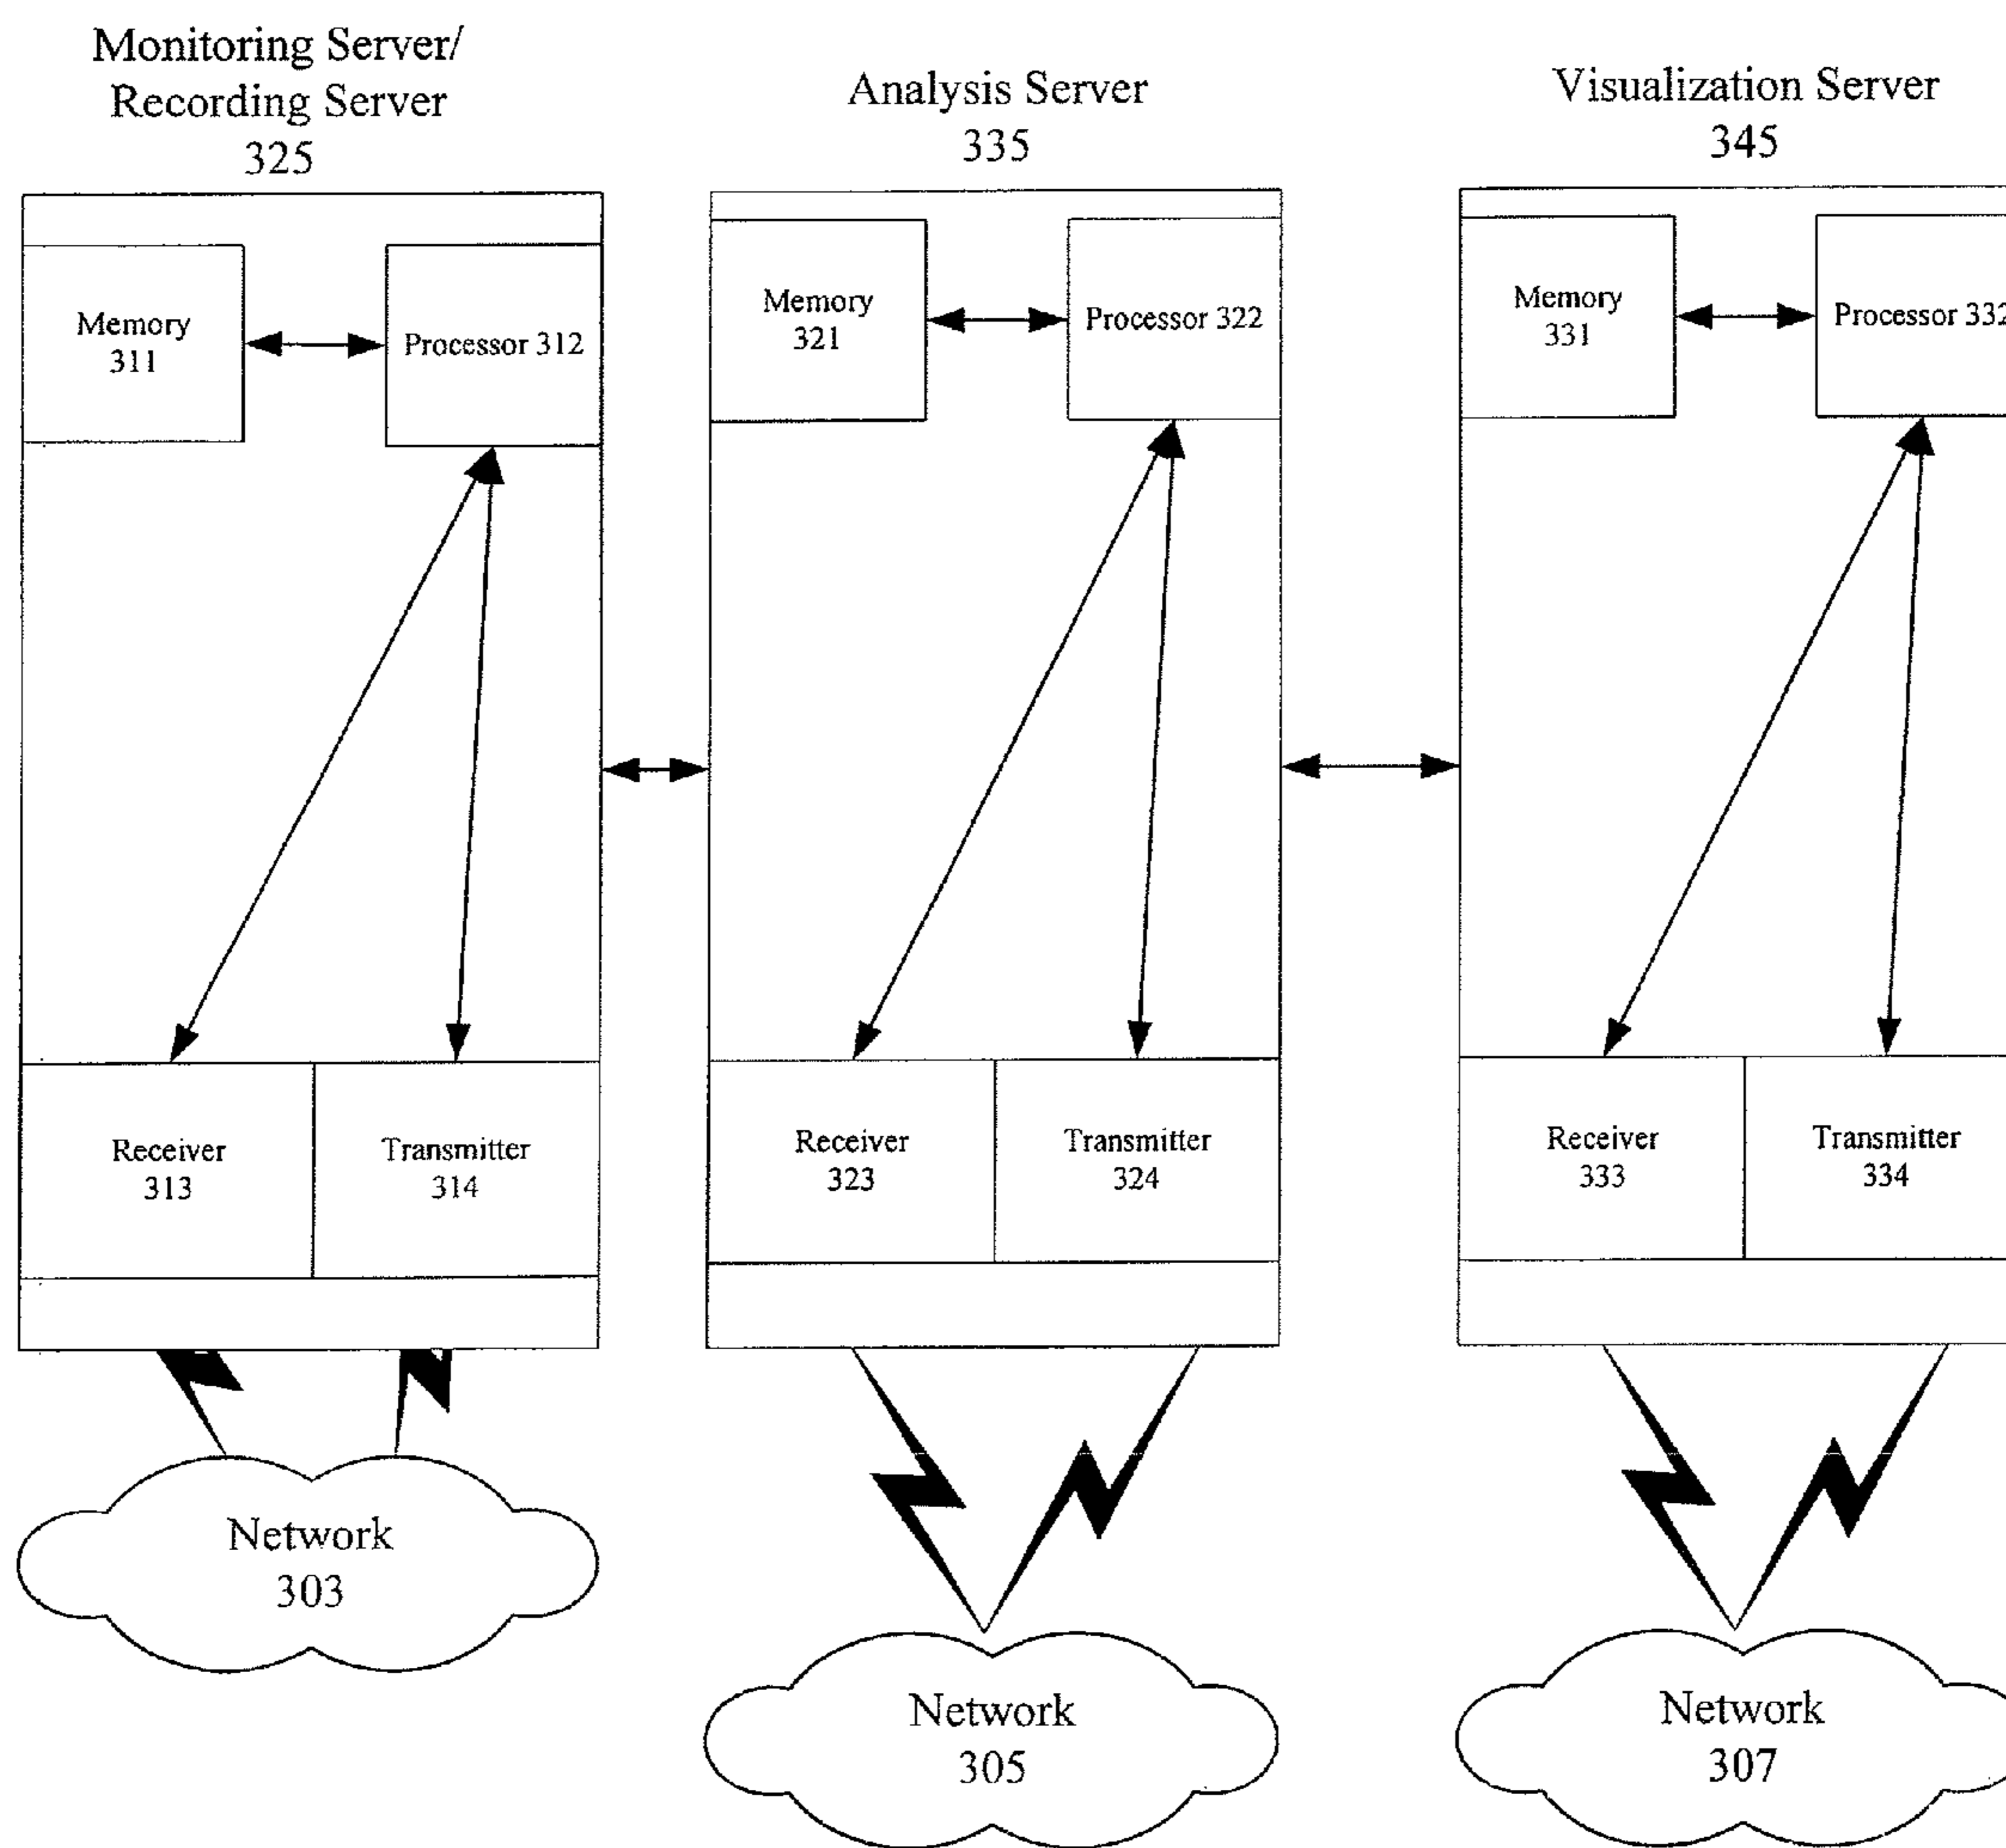 Monitoring Server/
Recording Server
325
Analysis Server
335
Visualization Server
345
Memory
311
Processor 312
Memory
321
Processor 322
Memory
331
Processor 332
Receiver
313
Transmitter
314
Receiver
323
Transmitter
324
Receiver
333
Transmitter
334
Network
303
Network
305
Network
307